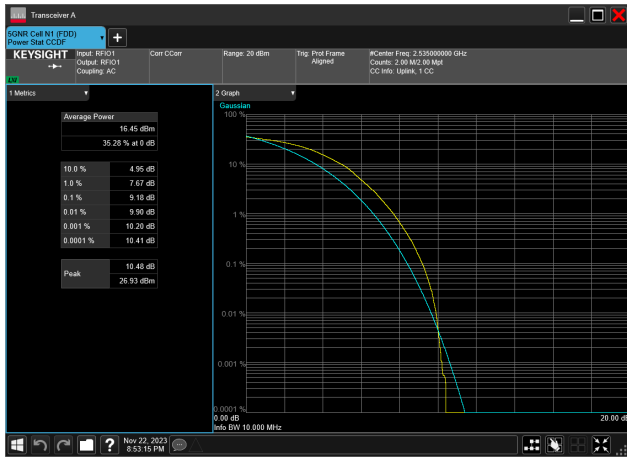 Transceiver A
5GNR Cell N1 (FDD)
Power Stat CCDF
KEYSIGHT
Input: RFIO1
Output: RFIO1
Coupling: AC
Corr CCorr
Range: 20 dBm
Trig: Prot Frame
Aligned
#Center Freq: 2.535000000 GHz
Counts: 2.00 M/2.00 Mpt
CC Info: Uplink, 1 CC
1 Metrics
Average Power
16.45 dBm
35.28 % at 0 dB
10.0 % 4.95 dB
1.0 % 7.67 dB
0.1 % 9.18 dB
0.01 % 9.90 dB
0.001 % 10.20 dB
0.0001 % 10.41 dB
Peak 10.48 dB
26.93 dBm
2 Graph
Gaussian
100 %
10 %
1 %
0.1 %
0.01 %
0.001 %
0.0001 %
0.00 dB
20.00 dB
Info BW 10.000 MHz
Nov 22, 2023
8:53:15 PM